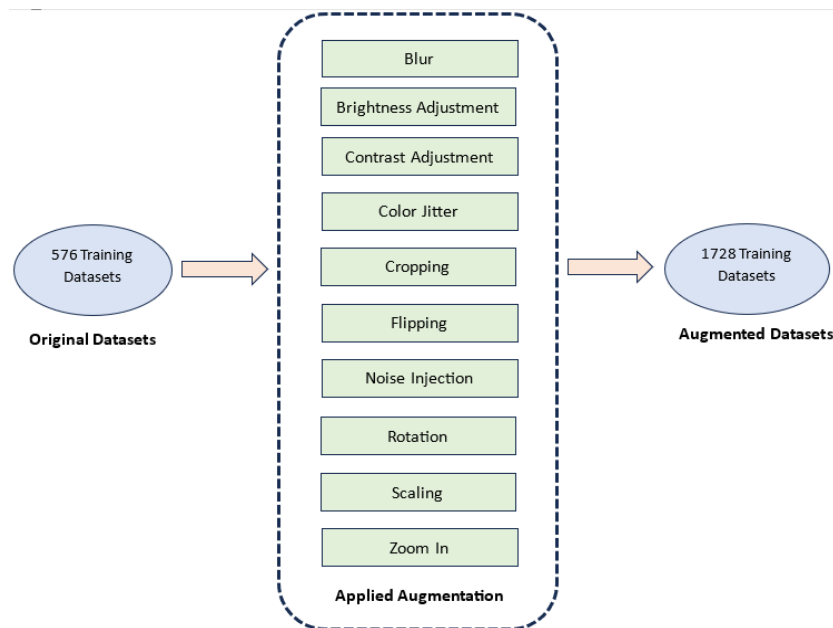 576 Training
Datasets
Original Datasets
Blur
Brightness Adjustment
Contrast Adjustment
Color Jitter
Cropping
Flipping
Noise Injection
Rotation
Scaling
Zoom In
Applied Augmentation
1728 Training
Datasets
Augmented Datasets